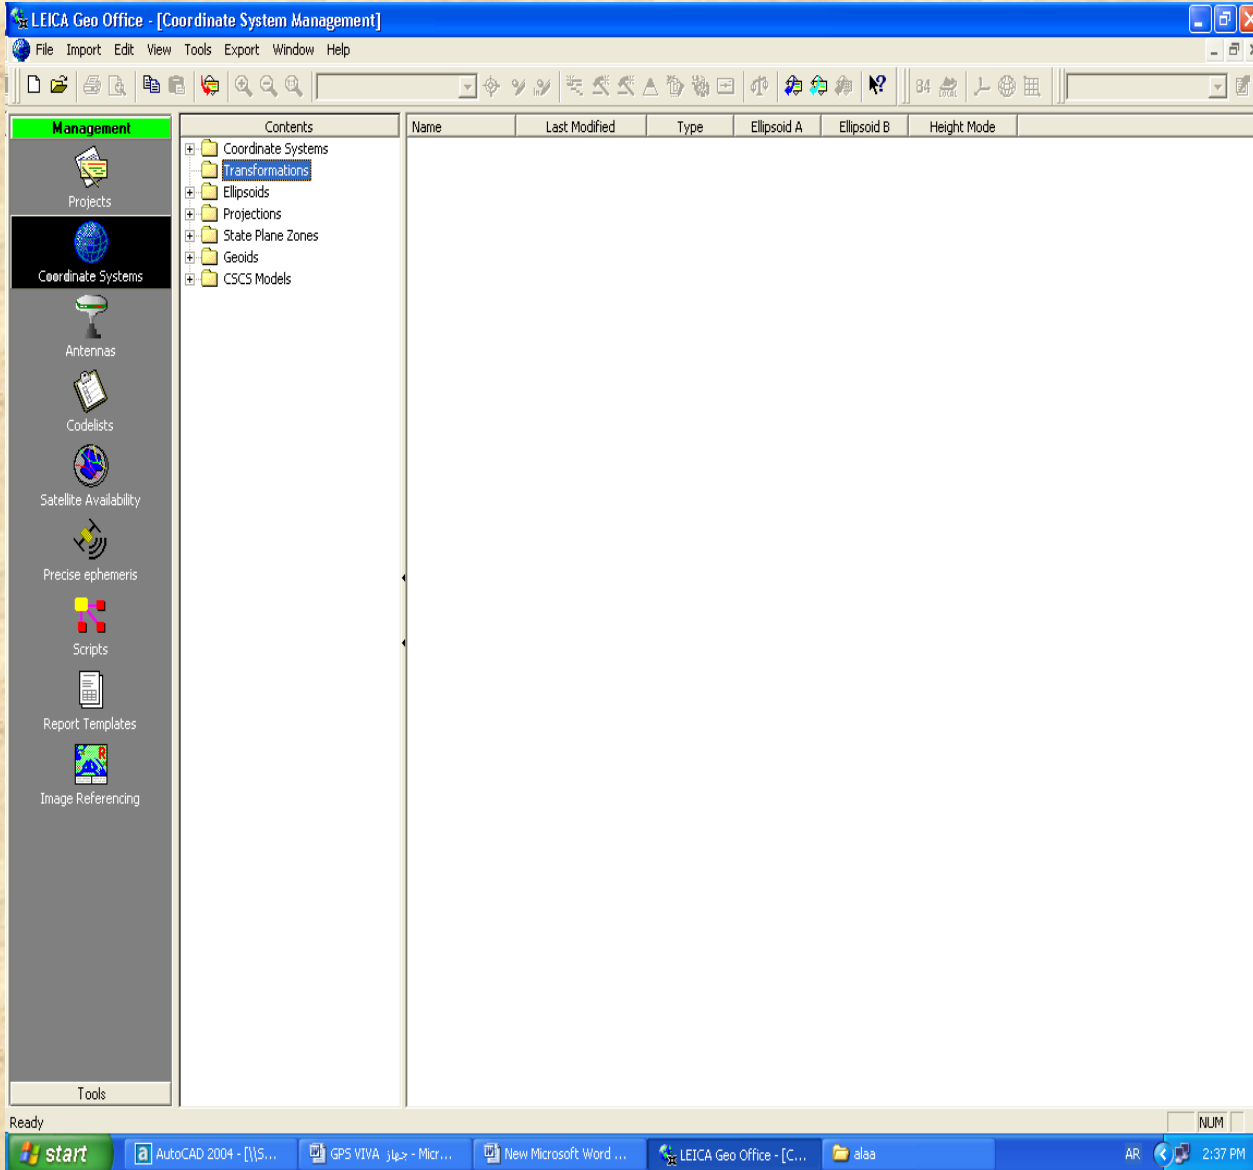 LEICA Geo Office - [Coordinate System Management]
File Import Edit View Tools Export Window Help
84
Management
Projects
Coordinate Systems
Antennas
Codelists
Satellite Availability
Precise ephemeris
Scripts
Report Templates
R
Image Referencing
Tools
Contents
Coordinate Systems
Transformations
Ellipsoids
Projections
State Plane Zones
Geoids
CSCS Models
Name Last Modified Type Ellipsoid A Ellipsoid B Height Mode
Ready NUM
start a AutoCAD 2004 - [\\S... GPS VIVA جهاز - Micr... New Microsoft Word ... LEICA Geo Office - [C... alaa AR 2:37 PM